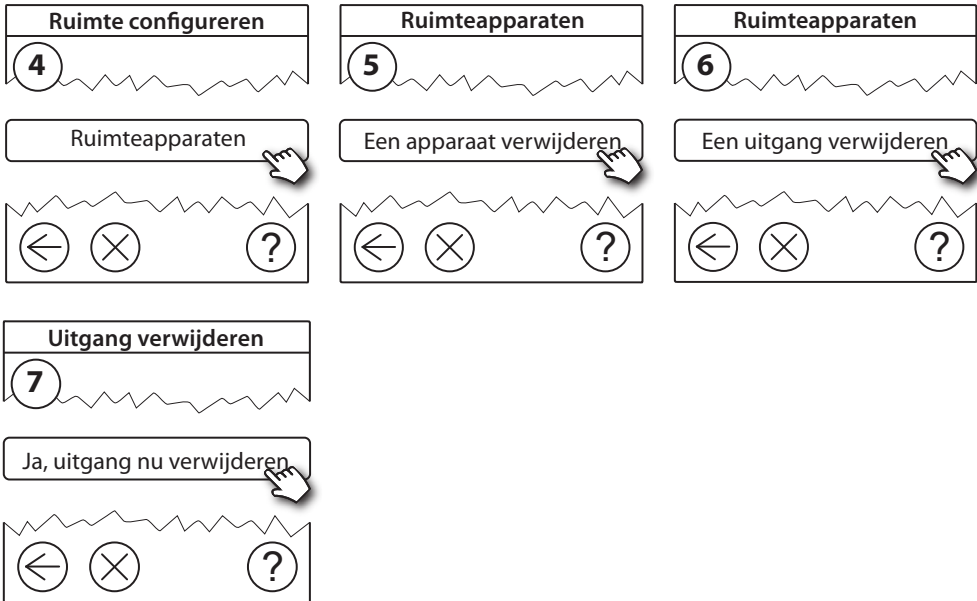 Ruimte configureren
4
Ruimteapparaten
?
Ruimteapparaten
5
Een apparaat verwijderen
?
Ruimteapparaten
6
Een uitgang verwijderen
?
Uitgang verwijderen
7
Ja, uitgang nu verwijderen
?